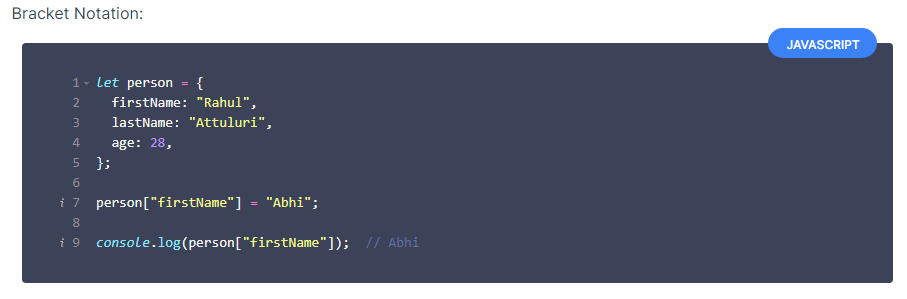 Bracket Notation:
JAVASCRIPT
1 let person = {
2   firstName: "Rahul",
3   lastName: "Attuluri",
4   age: 28,
5 };
6
i 7 person["firstName"] = "Abhi";
8
i 9 console.log(person["firstName"]);  // Abhi